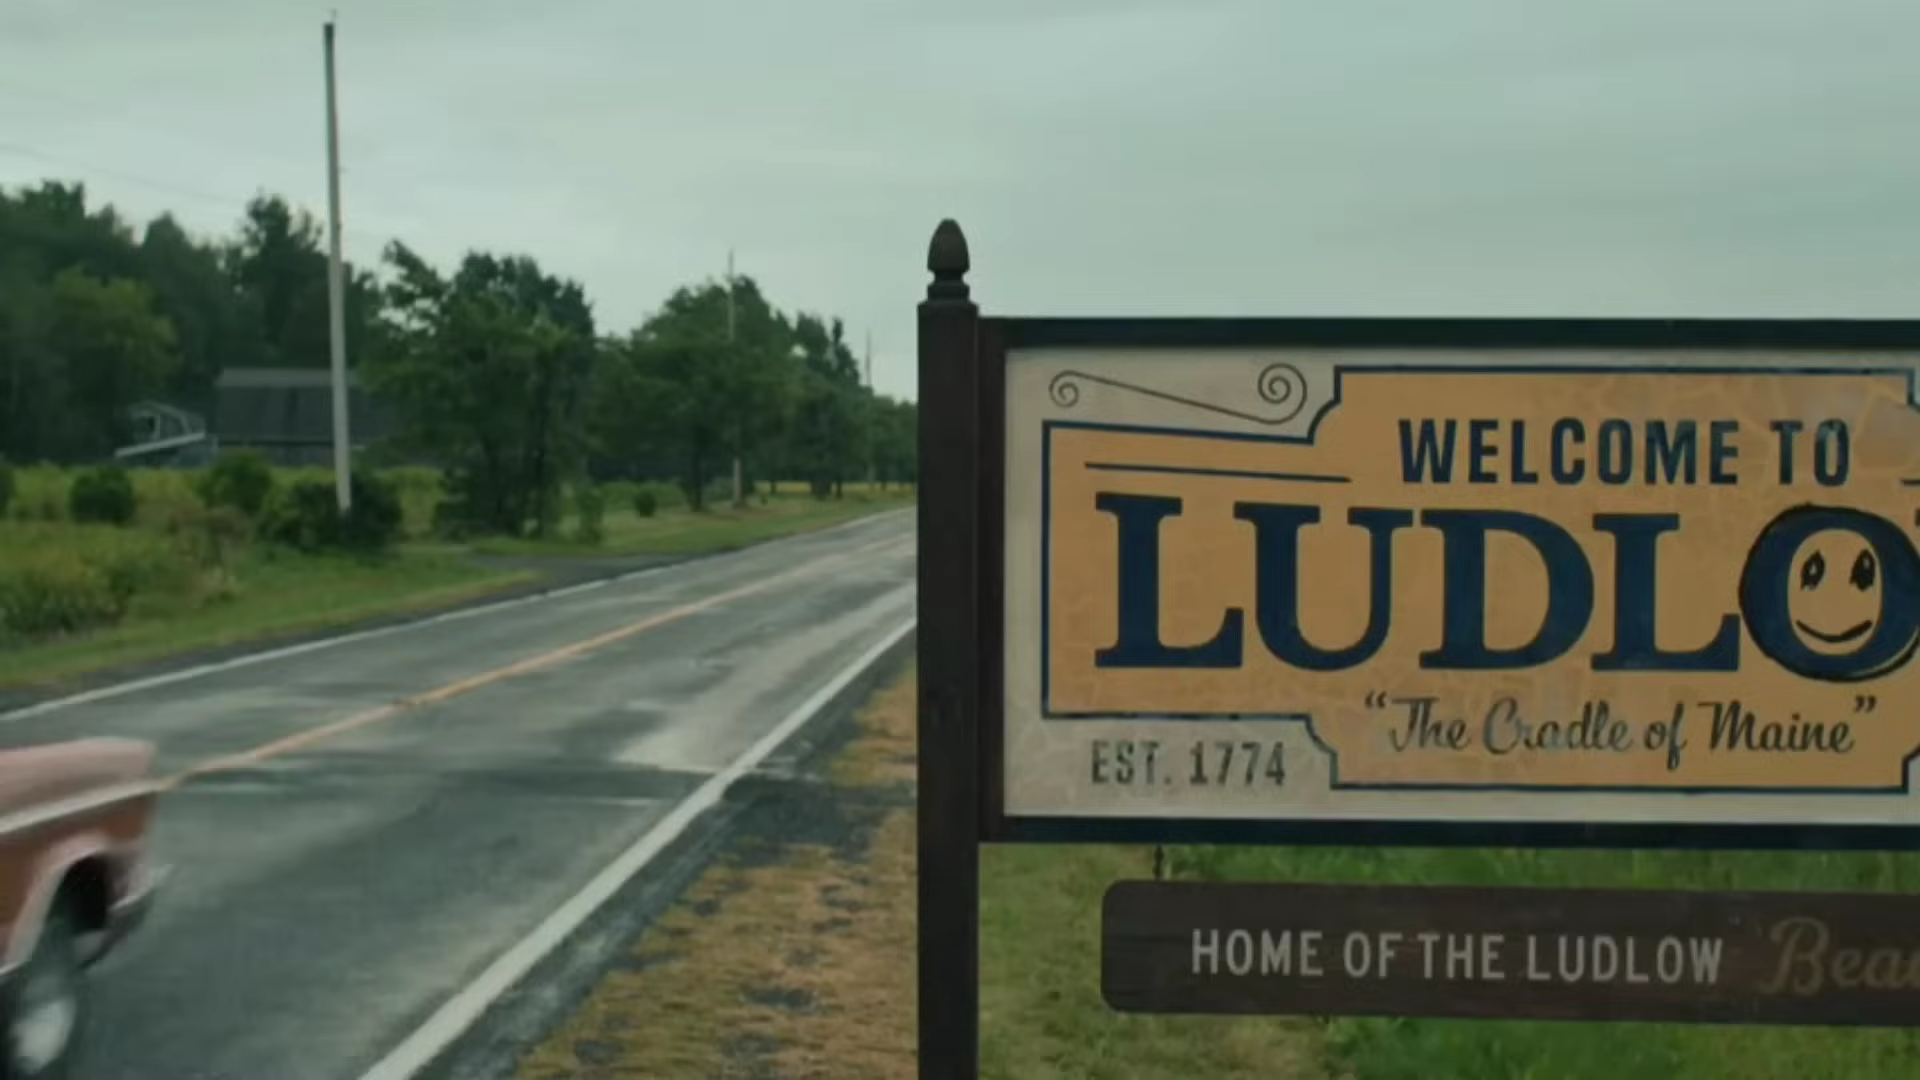 WELCOME TO
LUDLO
"The Cradle of Maine"
EST. 1774
HOME OF THE LUDLOW